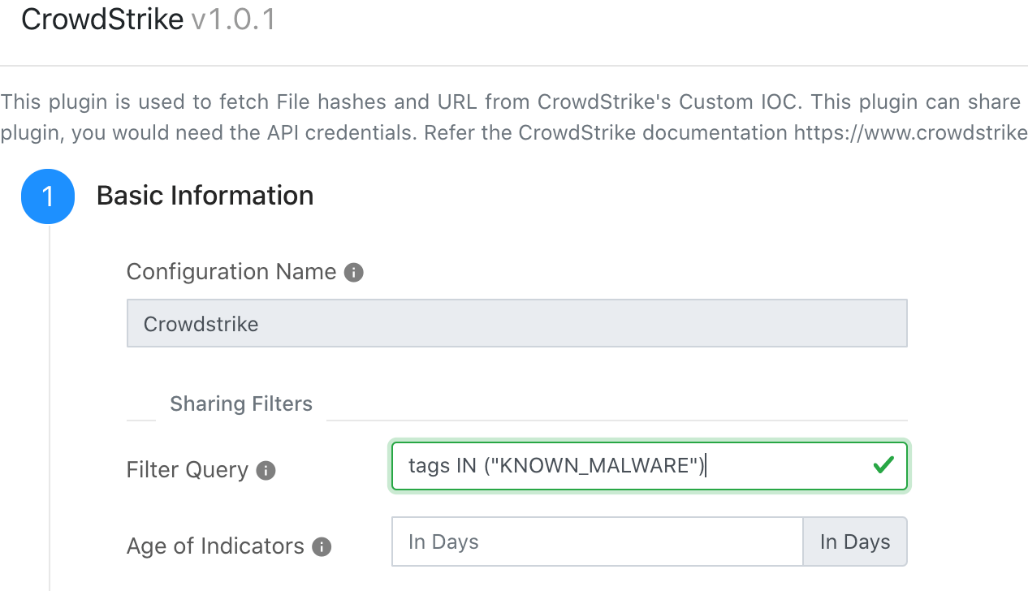 CrowdStrike v1.0.1
This plugin is used to fetch File hashes and URL from CrowdStrike's Custom IOC. This plugin can share
plugin, you would need the API credentials. Refer the CrowdStrike documentation https://www.crowdstrike
1 Basic Information
Configuration Name i
Crowdstrike
Sharing Filters
Filter Query i tags IN ("KNOWN_MALWARE")
Age of Indicators i In Days In Days